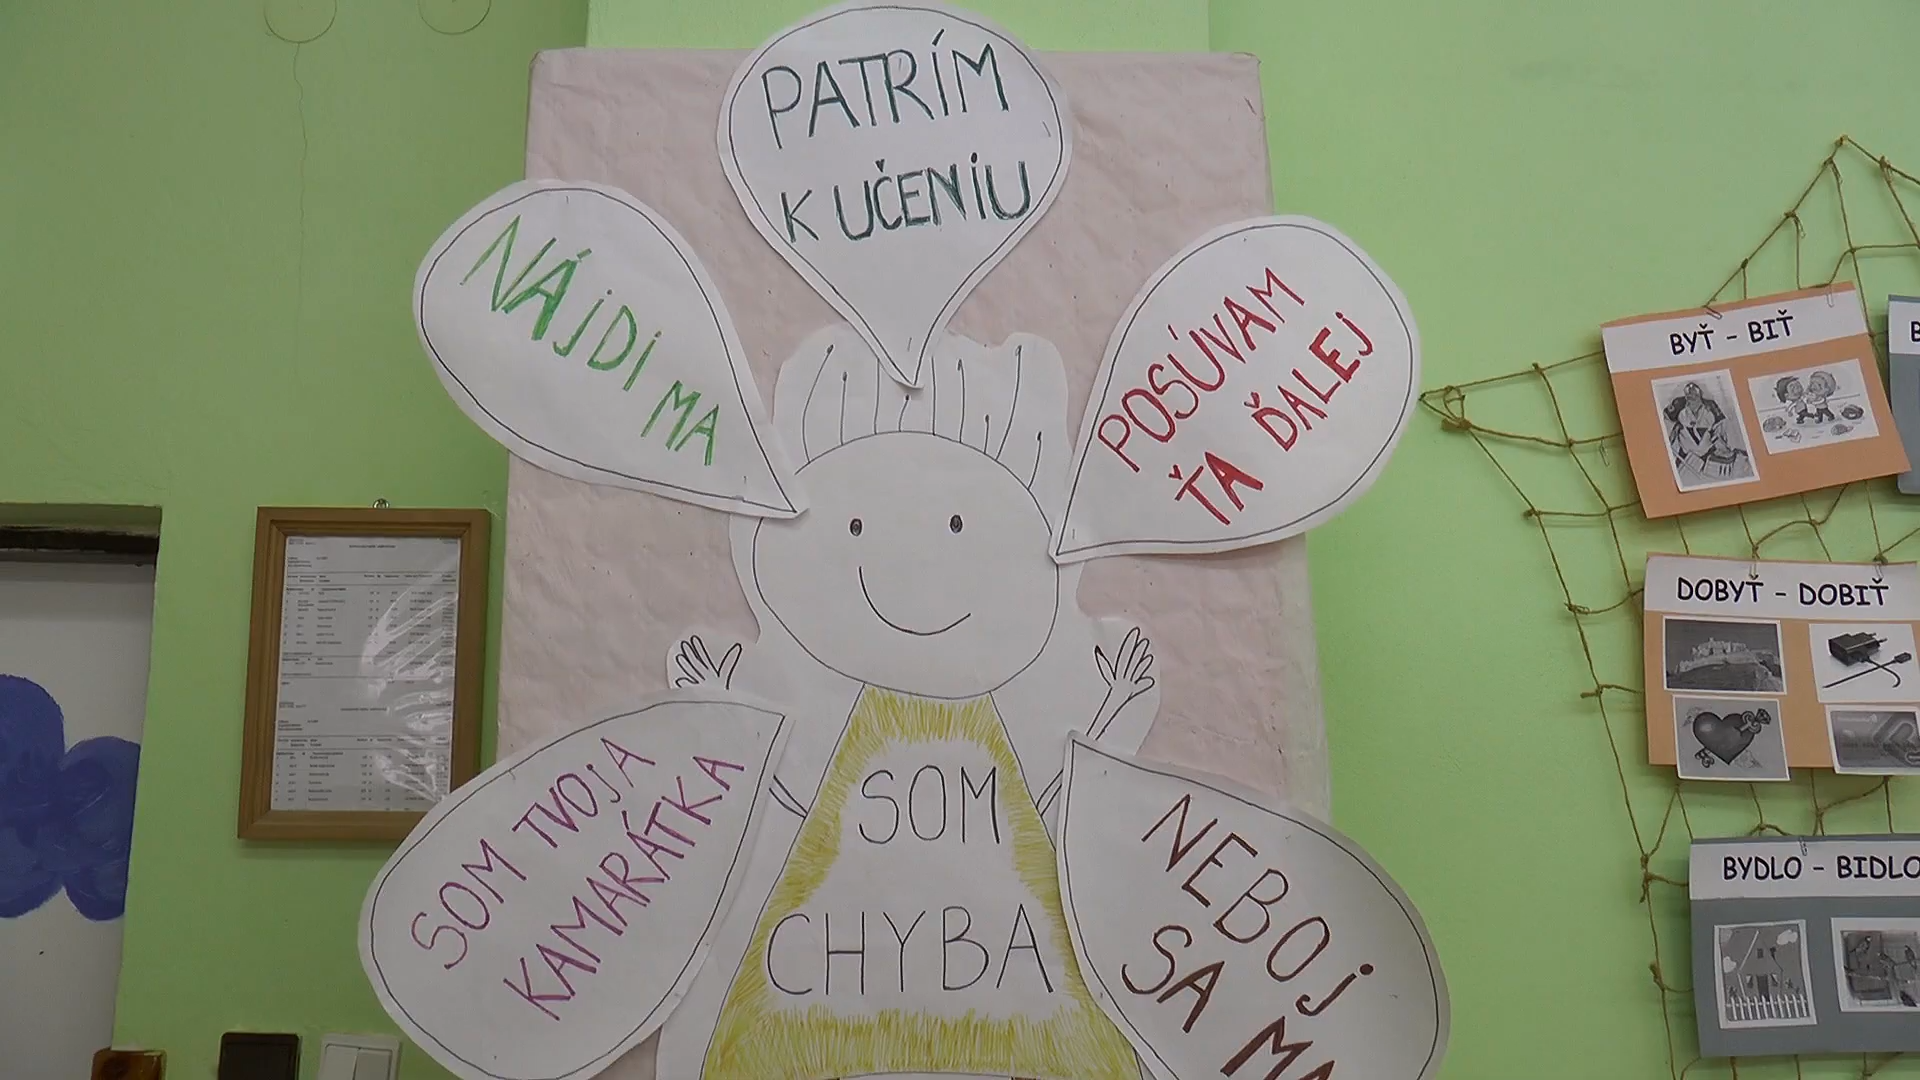 PATRÍM
K UČENIU
NÁJDI
MA
POSÚVAM
ŤA ĎALEJ
SOM TVOJA
KAMARÁTKA
SOM
CHYBA
NEBOJ
SA MA
BYŤ - BIŤ
DOBYŤ - DOBIŤ
BYDLO - BIDLO